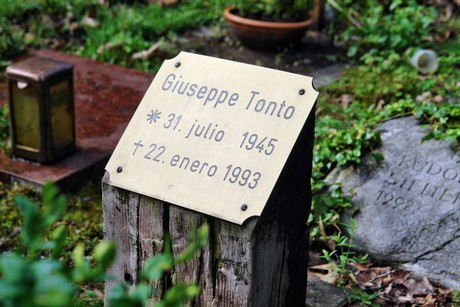 Giuseppe Tonto
* 31. julio 1945
† 22. enero 1993